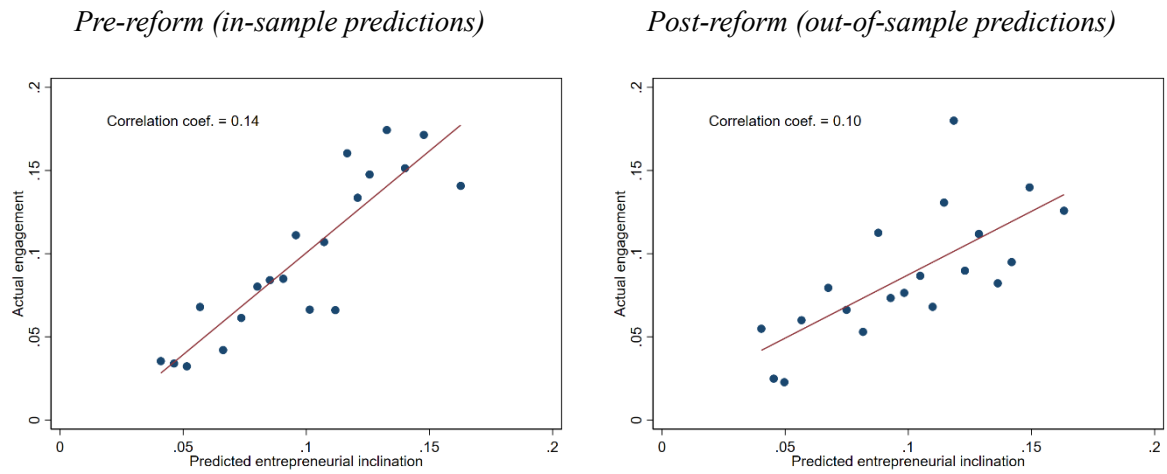 Pre-reform (in-sample predictions)
Correlation coef. = 0.14
Actual engagement
.2
.15
.1
.05
0
0 .05 .1 .15 .2
Predicted entrepreneurial inclination
Post-reform (out-of-sample predictions)
Correlation coef. = 0.10
Actual engagement
.2
.15
.1
.05
0
0 .05 .1 .15 .2
Predicted entrepreneurial inclination